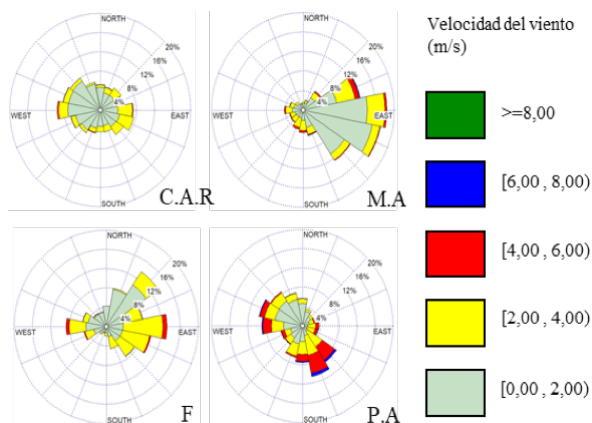 NORTH
20%
16%
12%
8%
4%
WEST
EAST
SOUTH
C.A.R
NORTH
20%
16%
12%
8%
4%
WEST
EAST
SOUTH
M.A
NORTH
20%
16%
12%
8%
4%
WEST
EAST
SOUTH
F
NORTH
20%
16%
12%
8%
4%
WEST
EAST
SOUTH
P.A
Velocidad del viento
(m/s)
>=8,00
[6,00 , 8,00)
[4,00 , 6,00)
[2,00 , 4,00)
[0,00 , 2,00)